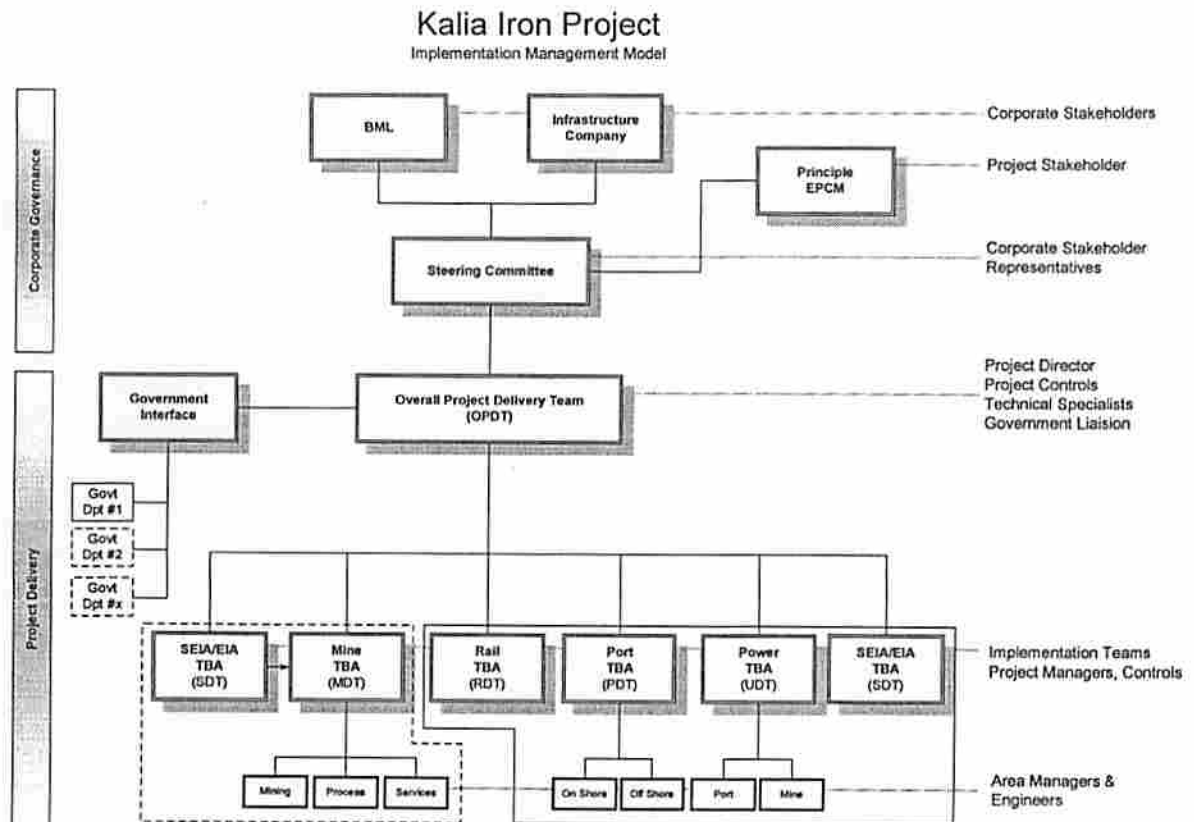 Kalia Iron Project
Implementation Management Model
Corporate Governance
BML
Infrastructure
Company
Corporate Stakeholders
Principle
EPCM
Project Stakeholder
Steering Committee
Corporate Stakeholder
Representatives
Project Delivery
Government
Interface
Overall Project Delivery Team
(OPDT)
Project Director
Project Controls
Technical Specialists
Government Liaision
Govt
Dpt #1
Govt
Dpt #2
Govt
Dpt #x
SEIA/EIA
TBA
(SDT)
Mine
TBA
(MDT)
Rail
TBA
(RDT)
Port
TBA
(PDT)
Power
TBA
(UDT)
SEIA/EIA
TBA
(SDT)
Implementation Teams
Project Managers, Controls
Mining
Process
Services
On Shore
Off Shore
Port
Mine
Area Managers &
Engineers